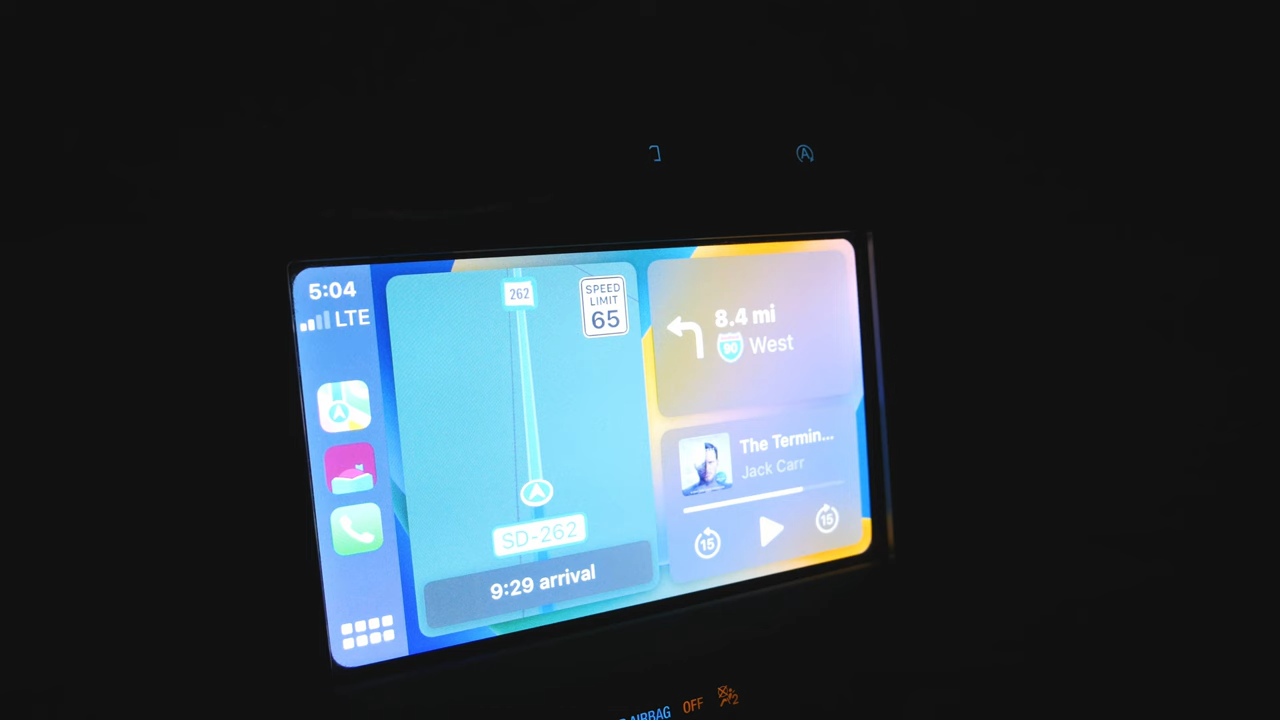 5:04
LTE
262
SPEED
LIMIT
65
SD-262
9:29 arrival
8.4 mi
90 West
The Termin...
Jack Carr
15
15
AIRBAG OFF 2